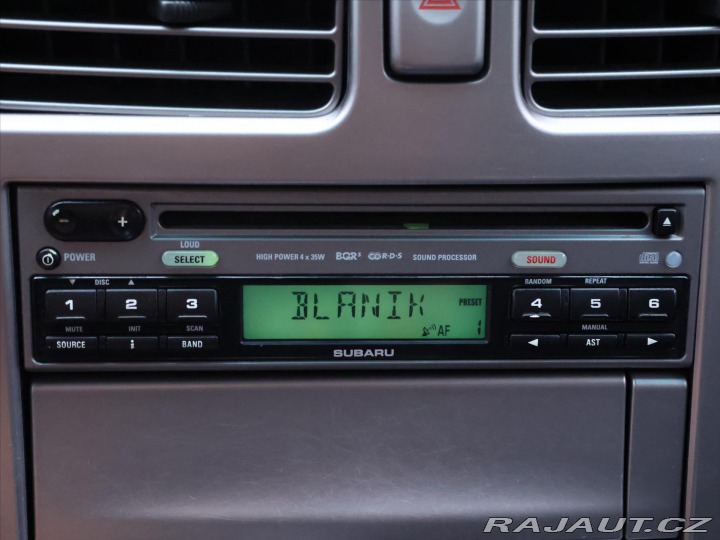 - +
POWER
LOUD
SELECT
HIGH POWER 4 x 35W
R·D·S
SOUND PROCESSOR
SOUND
DISC
RANDOM
REPEAT
1 2 3
BLANIK
PRESET
AF 1
4 5 6
MUTE INIT SCAN
MANUAL
SOURCE
i
BAND
SUBARU
AST
RAJAUT.CZ